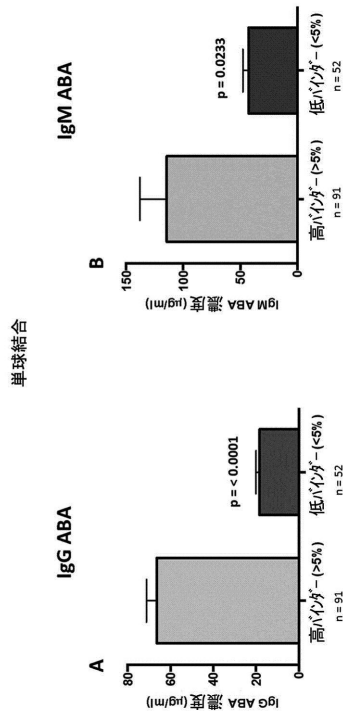 単球結合
A
IgG ABA
IgG ABA 濃度 (μg/ml)
80
60
40
20
0
p = < 0.0001
高バインダー (>5%)
低バインダー (<5%)
n = 91
n = 52
B
IgM ABA
IgM ABA 濃度 (μg/ml)
150
100
50
0
p = 0.0233
高バインダー (>5%)
低バインダー (<5%)
n = 91
n = 52